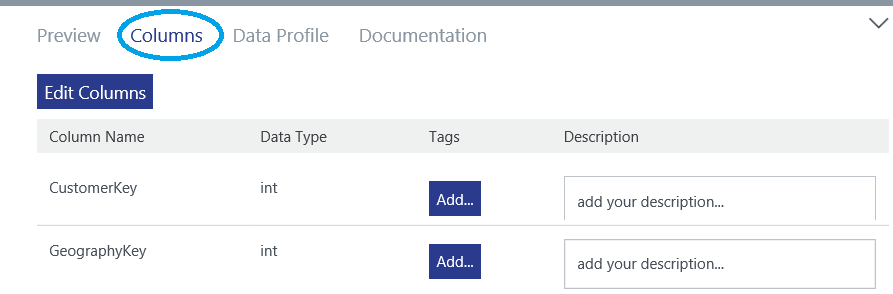 Preview Columns Data Profile Documentation
Edit Columns
Column Name Data Type Tags Description
CustomerKey int Add... add your description...
GeographyKey int Add... add your description...